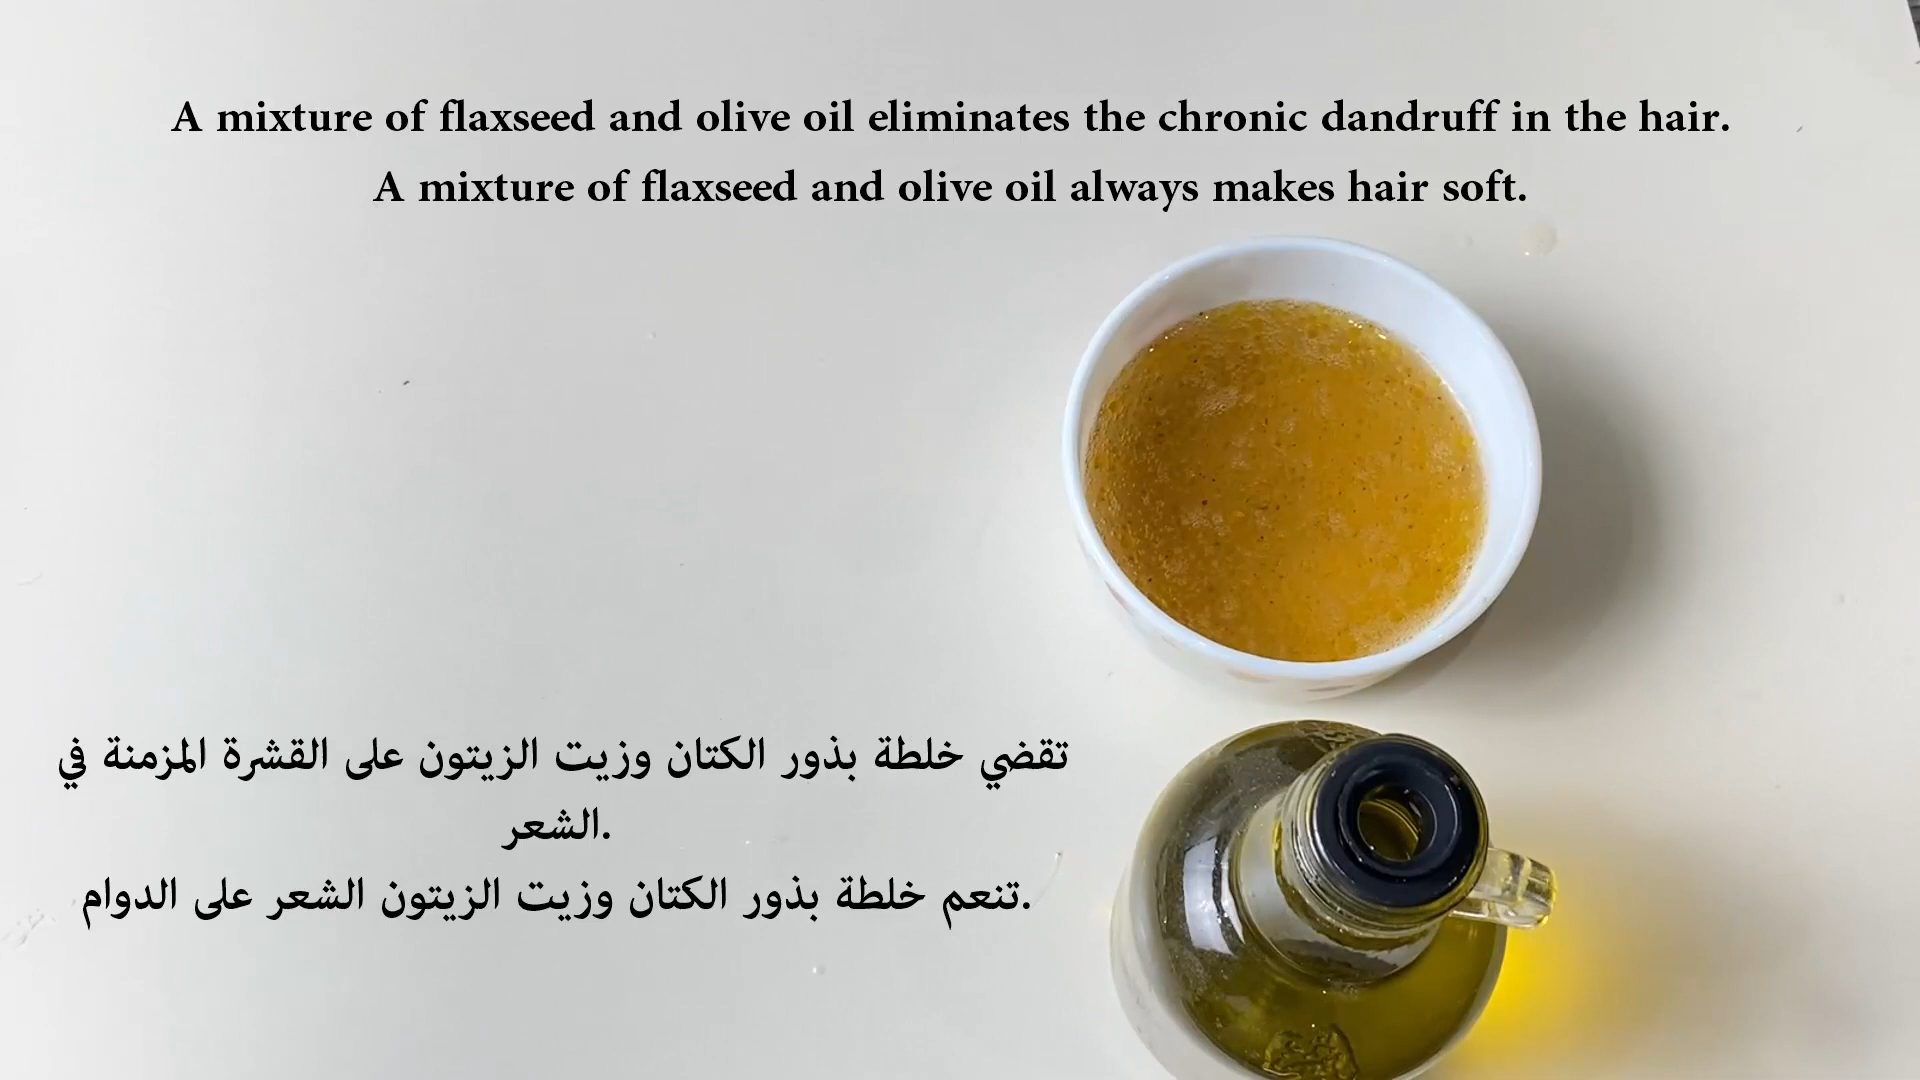 A mixture of flaxseed and olive oil eliminates the chronic dandruff in the hair.
A mixture of flaxseed and olive oil always makes hair soft.
تقضي خلطة بذور الكتان وزيت الزيتون على القشرة المزمنة في
الشعر.
تنعم خلطة بذور الكتان وزيت الزيتون الشعر على الدوام.